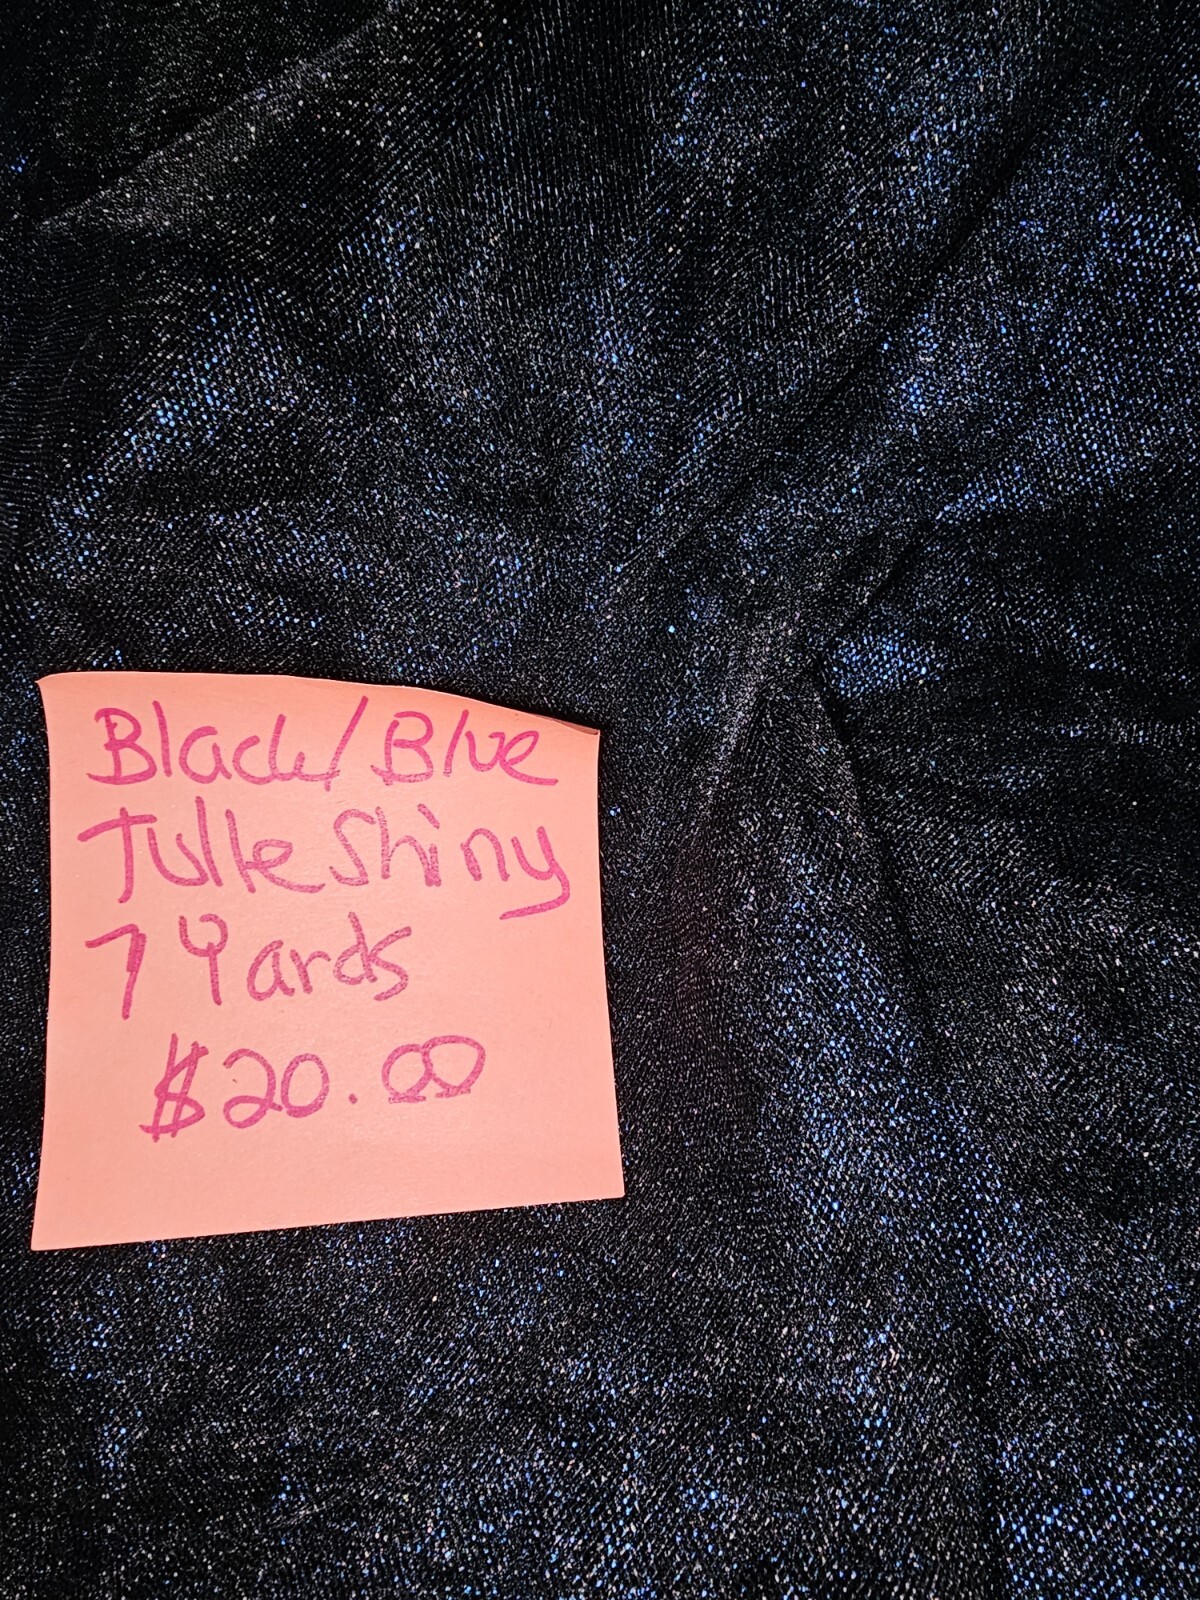 Black/Blue
Tulle Shiny
7 Yards
$20.00